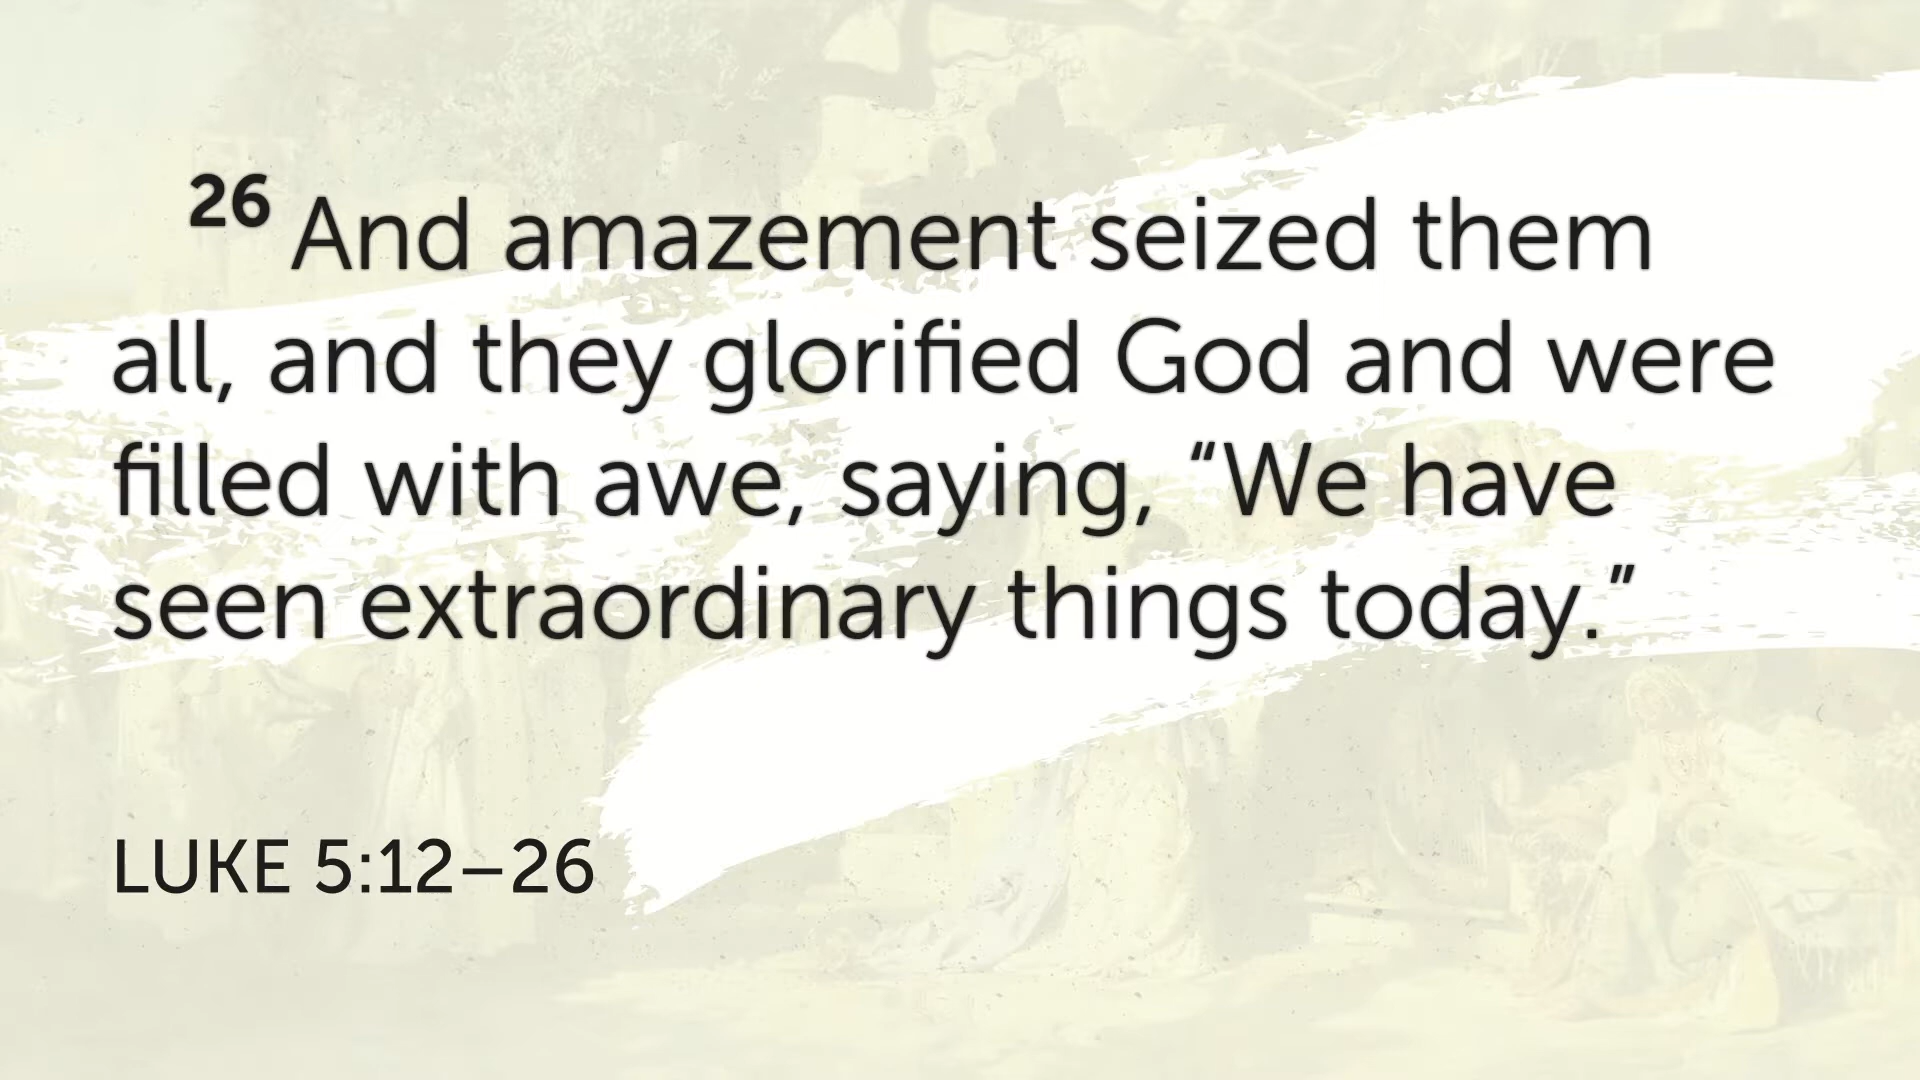 26 And amazement seized them
all, and they glorified God and were
filled with awe, saying, “We have
seen extraordinary things today.”
LUKE 5:12–26